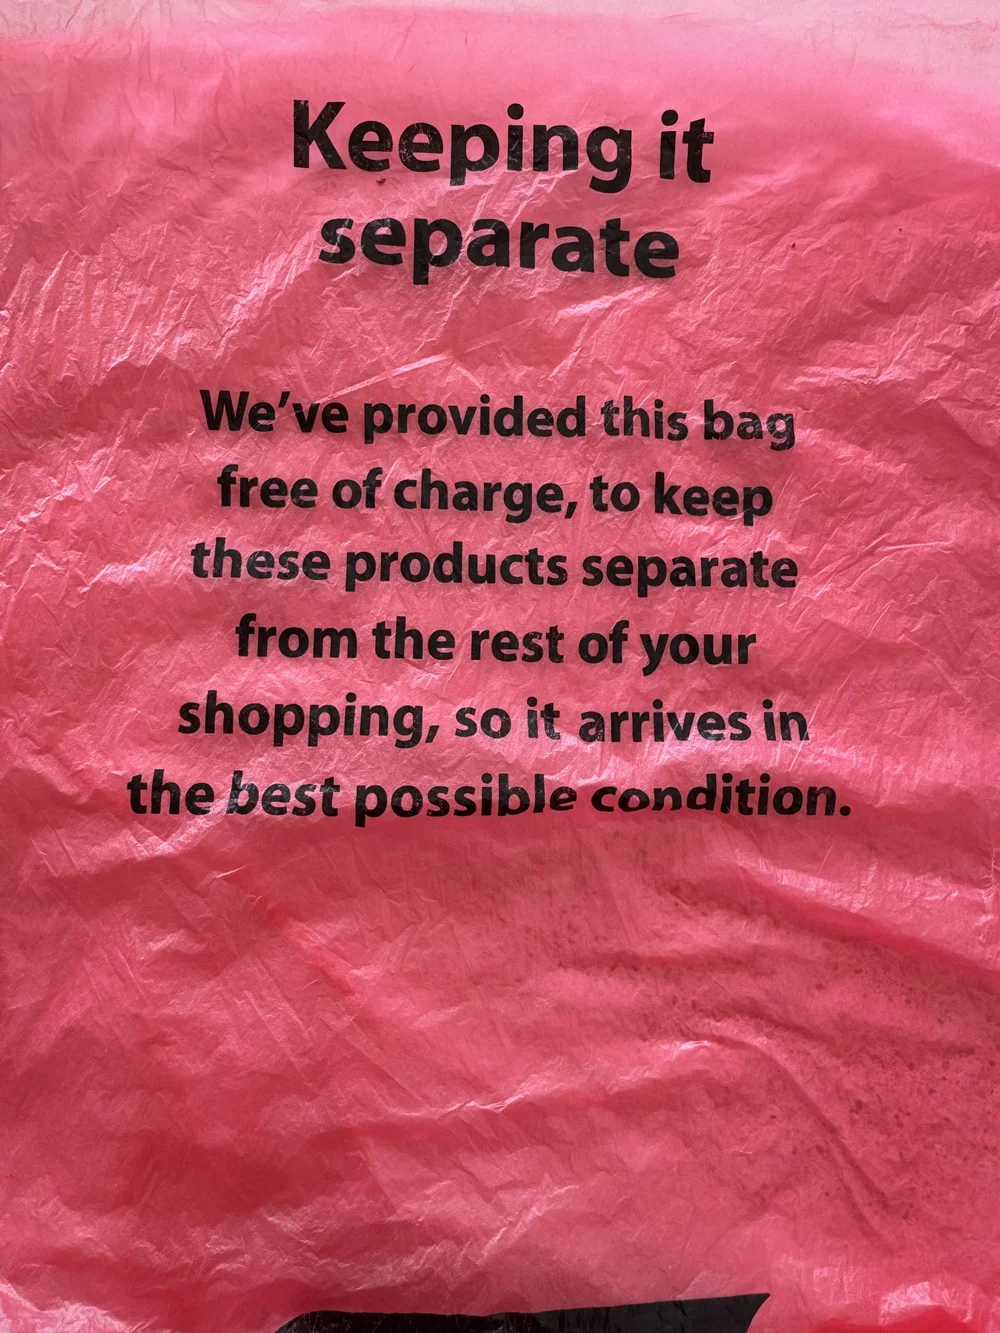 Keeping it
separate
We’ve provided this bag
free of charge, to keep
these products separate
from the rest of your
shopping, so it arrives in
the best possible condition.